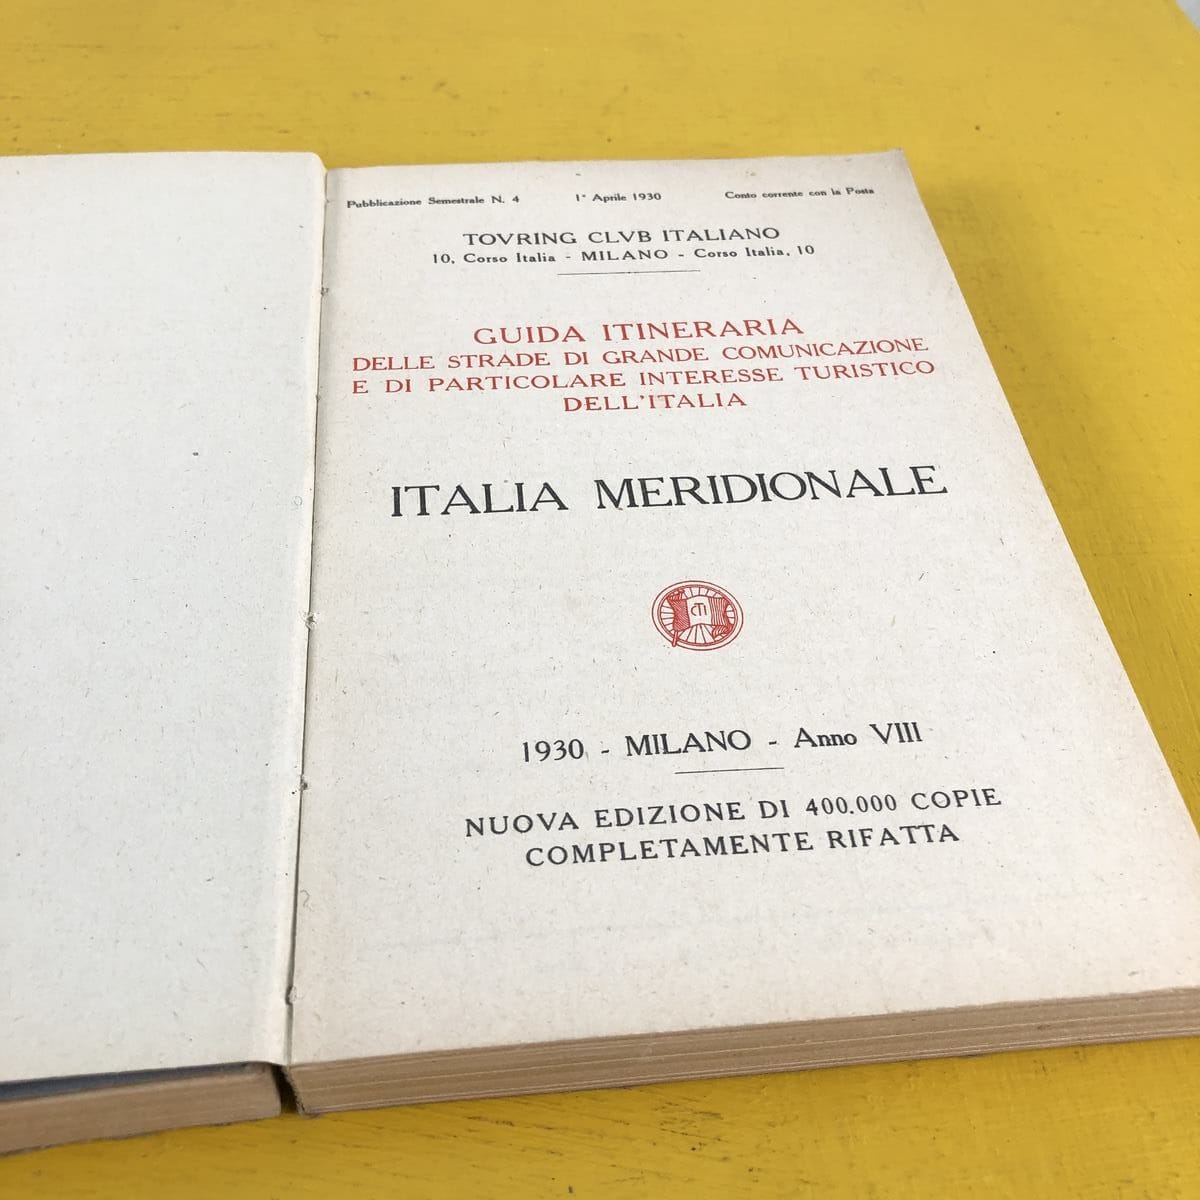 Pubblicazione Semestrale N. 4 1° Aprile 1930 Conto corrente con la Posta
TOVRING CLVB ITALIANO
10, Corso Italia - MILANO - Corso Italia, 10
GUIDA ITINERARIA
DELLE STRADE DI GRANDE COMUNICAZIONE
E DI PARTICOLARE INTERESSE TURISTICO
DELL'ITALIA
ITALIA MERIDIONALE
CTI
1930 - MILANO - Anno VIII
NUOVA EDIZIONE DI 400.000 COPIE
COMPLETAMENTE RIFATTA